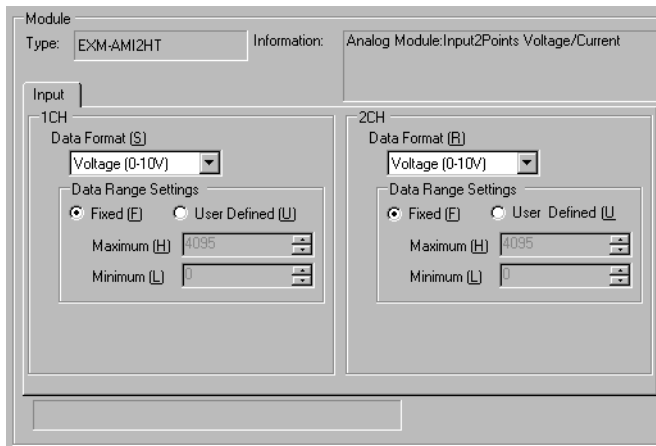 Module
Type: EXM-AMI2HT Information: Analog Module:Input2Points Voltage/Current
Input
1CH
Data Format (S)
Voltage (0-10V)
Data Range Settings
Fixed (F) User Defined (U)
Maximum (H) 4095
Minimum (L) 0
2CH
Data Format (R)
Voltage (0-10V)
Data Range Settings
Fixed (F) User Defined (U
Maximum (H) 4095
Minimum (L) 0